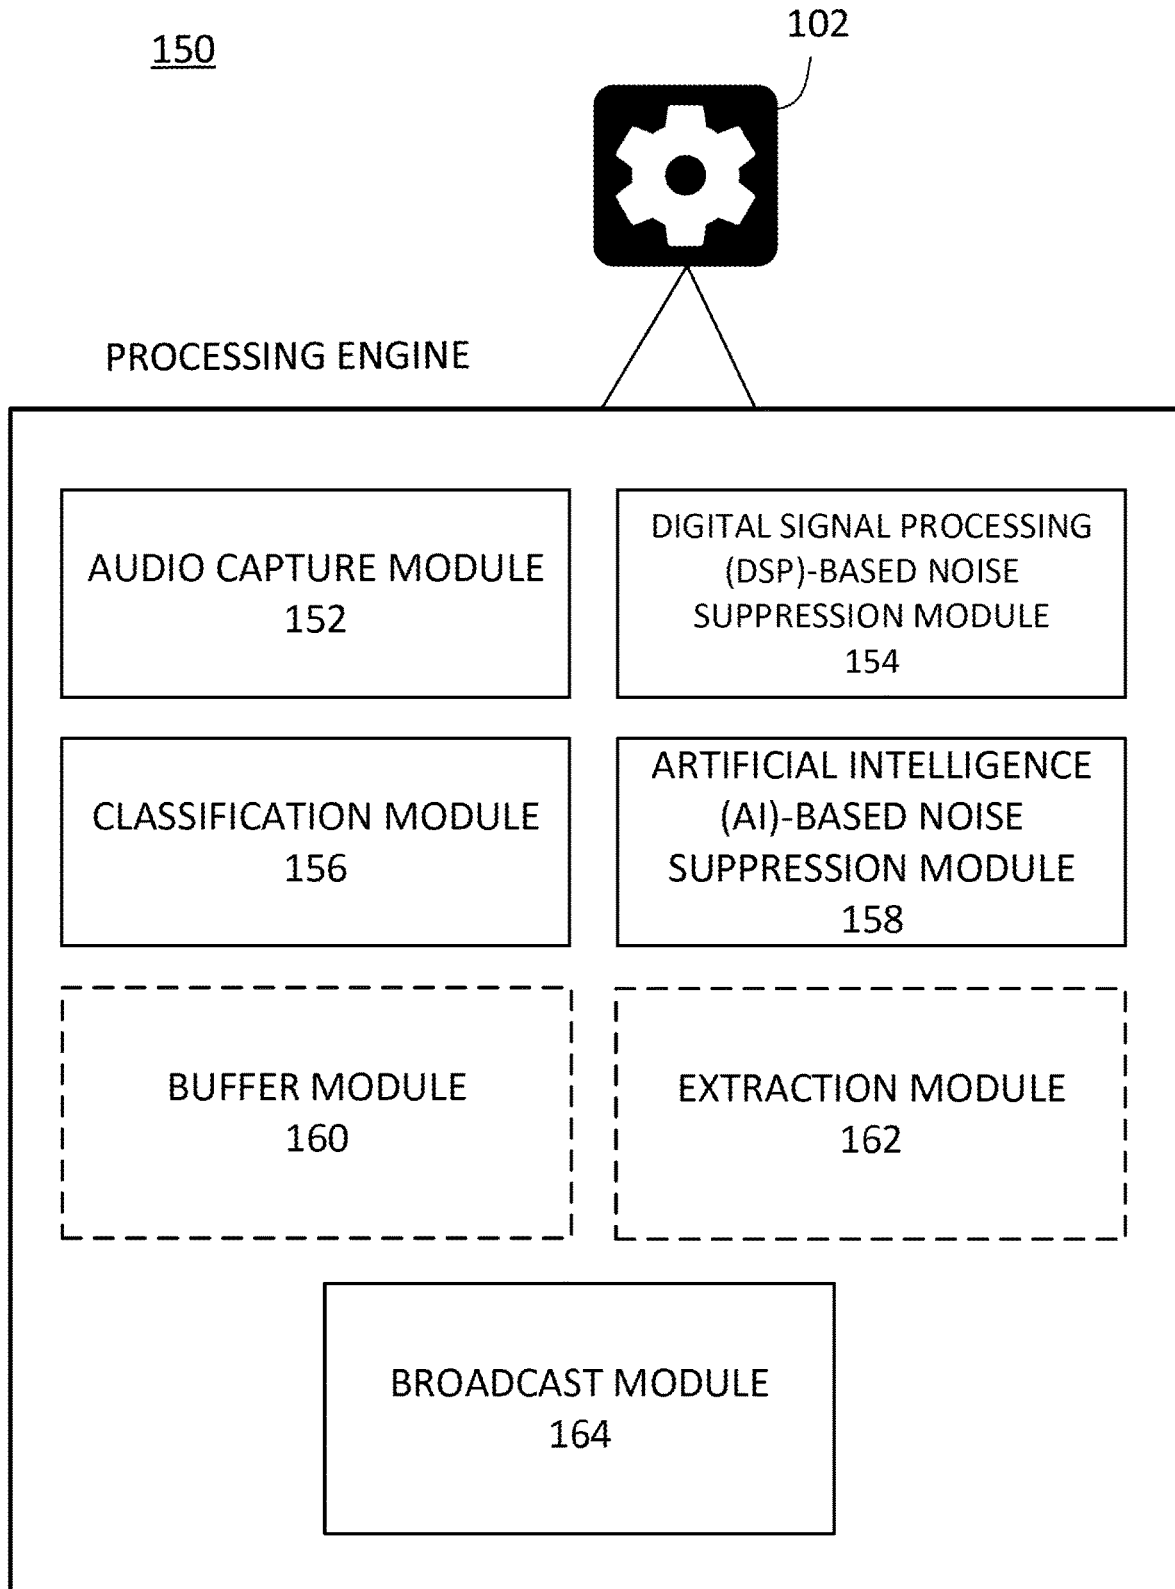 150
102
PROCESSING ENGINE
AUDIO CAPTURE MODULE
152
DIGITAL SIGNAL PROCESSING
(DSP)-BASED NOISE
SUPPRESSION MODULE
154
CLASSIFICATION MODULE
156
ARTIFICIAL INTELLIGENCE
(AI)-BASED NOISE
SUPPRESSION MODULE
158
BUFFER MODULE
160
EXTRACTION MODULE
162
BROADCAST MODULE
164